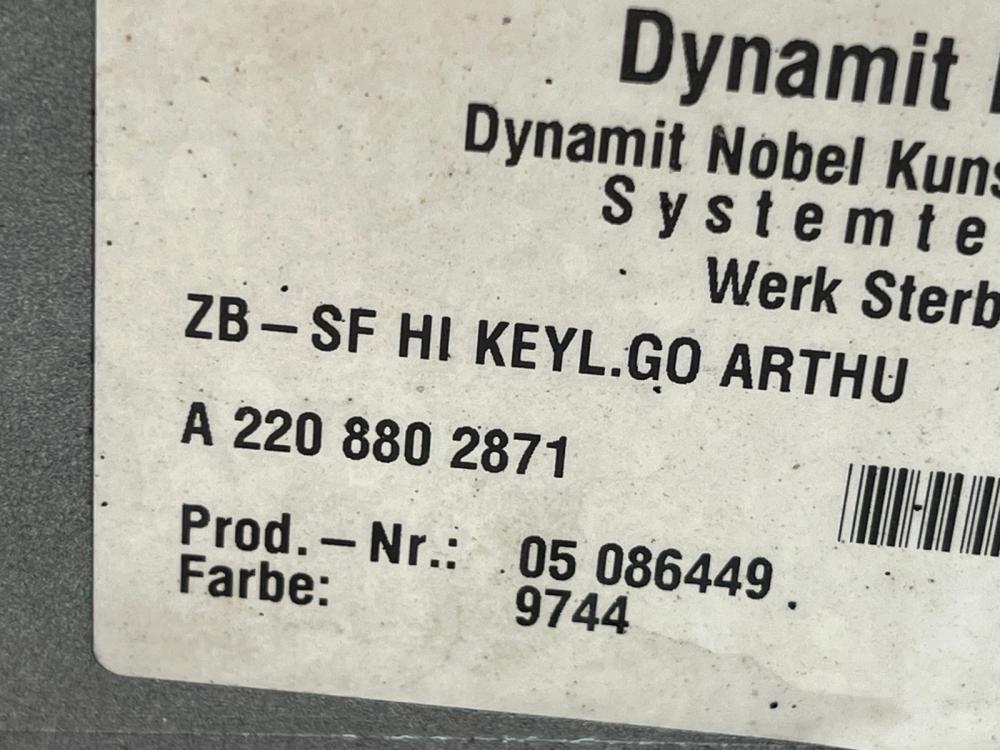 Dynamit
Dynamit Nobel Kuns
Systemte
Werk Sterb
ZB – SF HI KEYL.GO ARTHU
A 220 880 2871
Prod. – Nr.: 05 086449
Farbe: 9744